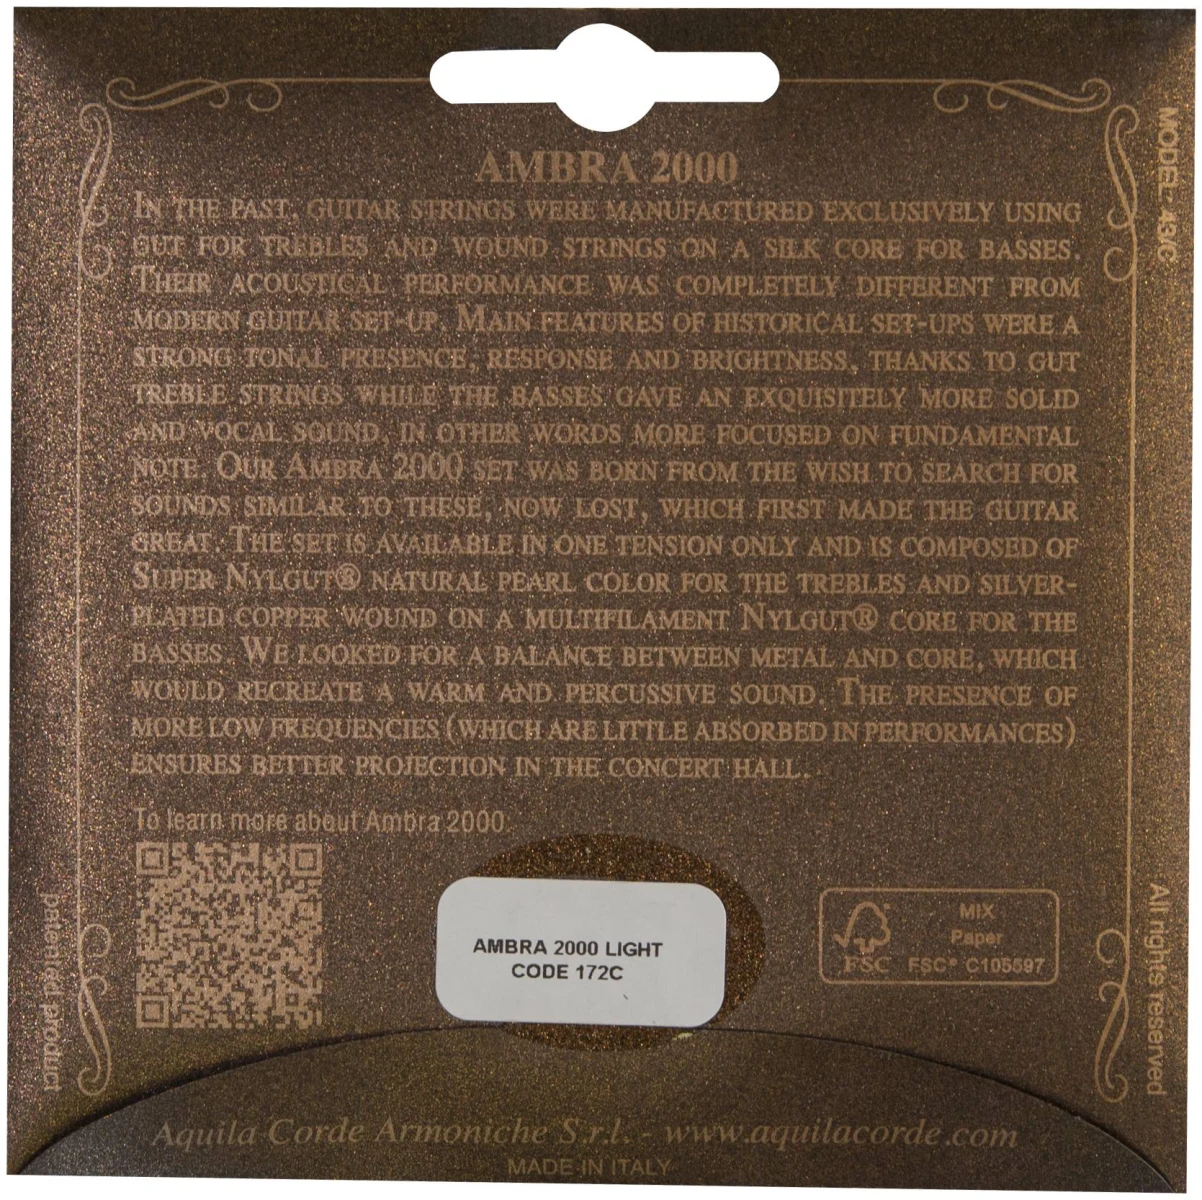 AMBRA 2000
IN THE PAST, GUITAR STRINGS WERE MANUFACTURED EXCLUSIVELY USING
GUT FOR TREBLES AND WOUND STRINGS ON A SILK CORE FOR BASSES.
THEIR ACOUSTICAL PERFORMANCE WAS COMPLETELY DIFFERENT FROM
MODERN GUITAR SET-UP. MAIN FEATURES OF HISTORICAL SET-UPS WERE A
STRONG TONAL PRESENCE, RESPONSE AND BRIGHTNESS, THANKS TO GUT
TREBLE STRINGS WHILE THE BASSES GAVE AN EXQUISITELY MORE SOLID
AND VOCAL SOUND, IN OTHER WORDS MORE FOCUSED ON FUNDAMENTAL
NOTE. OUR AMBRA 2000 SET WAS BORN FROM THE WISH TO SEARCH FOR
SOUNDS SIMILAR TO THESE, NOW LOST, WHICH FIRST MADE THE GUITAR
GREAT. THE SET IS AVAILABLE IN ONE TENSION ONLY AND IS COMPOSED OF
SUPER NYLGUT® NATURAL PEARL COLOR FOR THE TREBLES AND SILVER-
PLATED COPPER WOUND ON A MULTIFILAMENT NYLGUT® CORE FOR THE
BASSES. WE LOOKED FOR A BALANCE BETWEEN METAL AND CORE, WHICH
WOULD RECREATE A WARM AND PERCUSSIVE SOUND. THE PRESENCE OF
MORE LOW FREQUENCIES (WHICH ARE LITTLE ABSORBED IN PERFORMANCES)
ENSURES BETTER PROJECTION IN THE CONCERT HALL.
To learn more about Ambra 2000:
AMBRA 2000 LIGHT
CODE 172C
FSC
MIX
Paper
FSC® C105597
MODEL: 43/C
All rights reserved
patented product
Aquila Corde Armoniche S.r.l. - www.aquilacorde.com
MADE IN ITALY